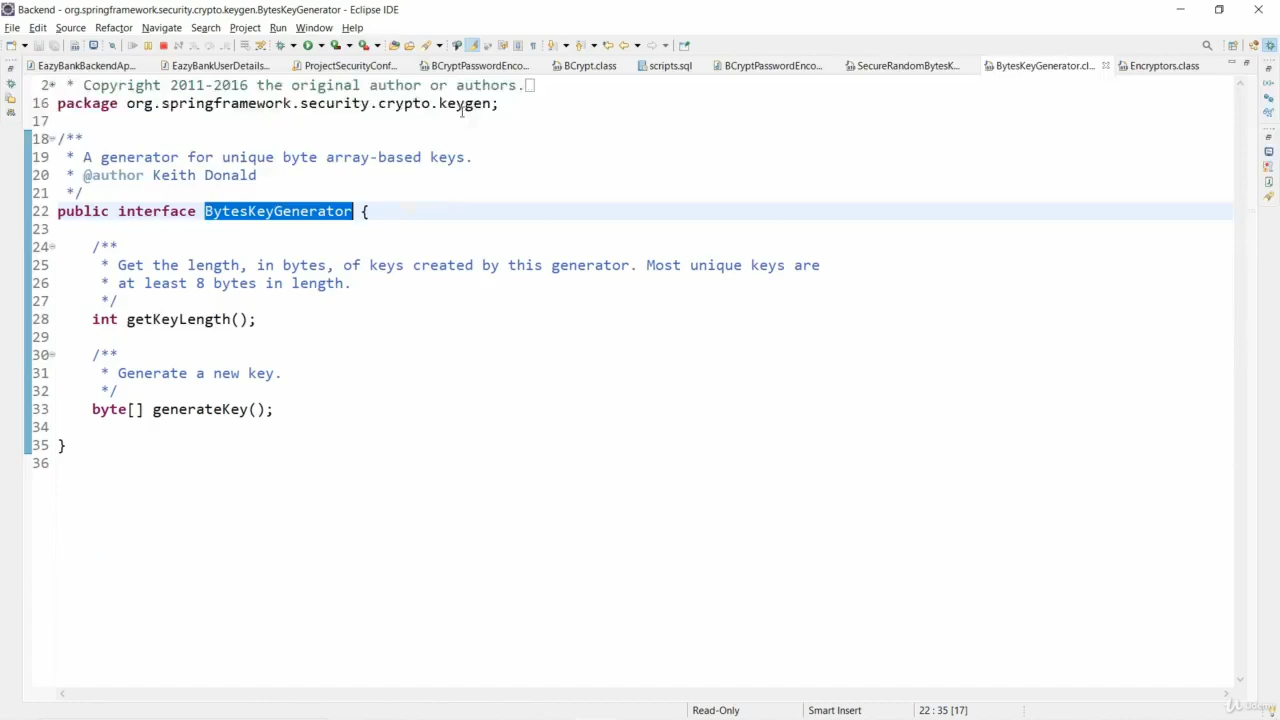 Backend - org.springframework.security.crypto.keygen.BytesKeyGenerator - Eclipse IDE
File Edit Source Refactor Navigate Search Project Run Window Help
EazyBankBackendAp... EazyBankUserDetails... ProjectSecurityConf... BCryptPasswordEnco... BCrypt.class scripts.sql BCryptPasswordEnco... SecureRandomBytesK... BytesKeyGenerator.cl... Encryptors.class
2 * Copyright 2011-2016 the original author or authors.
16 package org.springframework.security.crypto.keygen;
17
18 /**
19 * A generator for unique byte array-based keys.
20 * @author Keith Donald
21 */
22 public interface BytesKeyGenerator {
23
24 /**
25 * Get the length, in bytes, of keys created by this generator. Most unique keys are
26 * at least 8 bytes in length.
27 */
28 int getKeyLength();
29
30 /**
31 * Generate a new key.
32 */
33 byte[] generateKey();
34
35 }
36
Read-Only Smart Insert 22 : 35 [17]
Udemy